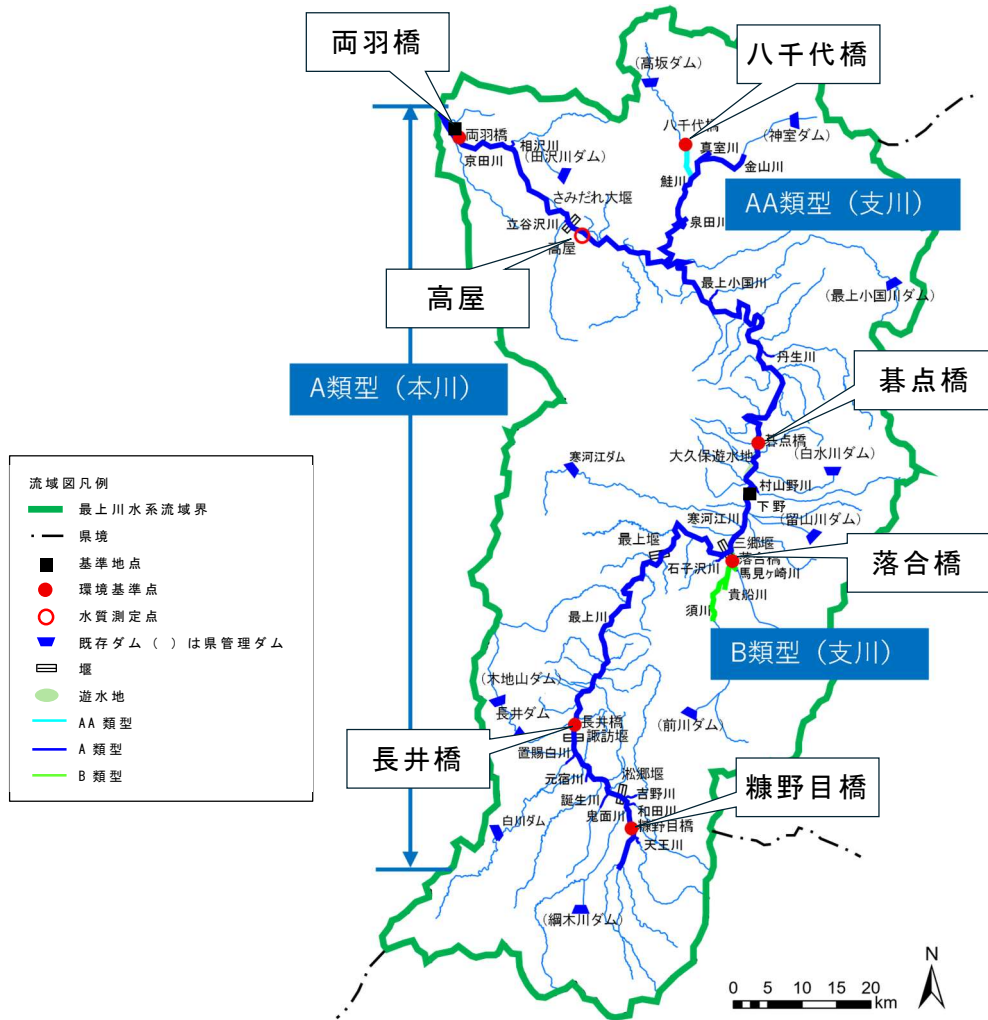 両羽橋
八千代橋
(高坂ダム)
八千代橋
(神室ダム)
両羽橋
相沢川
真室川
金山川
京田川
(田沢川ダム)
鮭川
AA類型（支川）
さみだれ大堰
立谷沢川
泉田川
高屋
高屋
最上小国川
(最上小国川ダム)
丹生川
A類型（本川）
碁点橋
碁点橋
大久保遊水地
(白水川ダム)
寒河江ダム
村山野川
下野
寒河江川
(留山川ダム)
最上堰
三郷堰
落合橋
落合橋
石子沢川
馬見ヶ崎川
貴船川
須川
最上川
B類型（支川）
(木地山ダム)
長井ダム
(前川ダム)
長井橋
長井橋
諏訪堰
置賜白川
元宿川
淞郷堰
吉野川
誕生川
和田川
鬼面川
糠野目橋
糠野目橋
白川ダム
天王川
(綱木川ダム)
流域図凡例
最上川水系流域界
県境
基準地点
環境基準点
水質測定点
既存ダム（ ）は県管理ダム
堰
遊水地
AA 類型
A 類型
B 類型
N
0 5 10 15 20
km